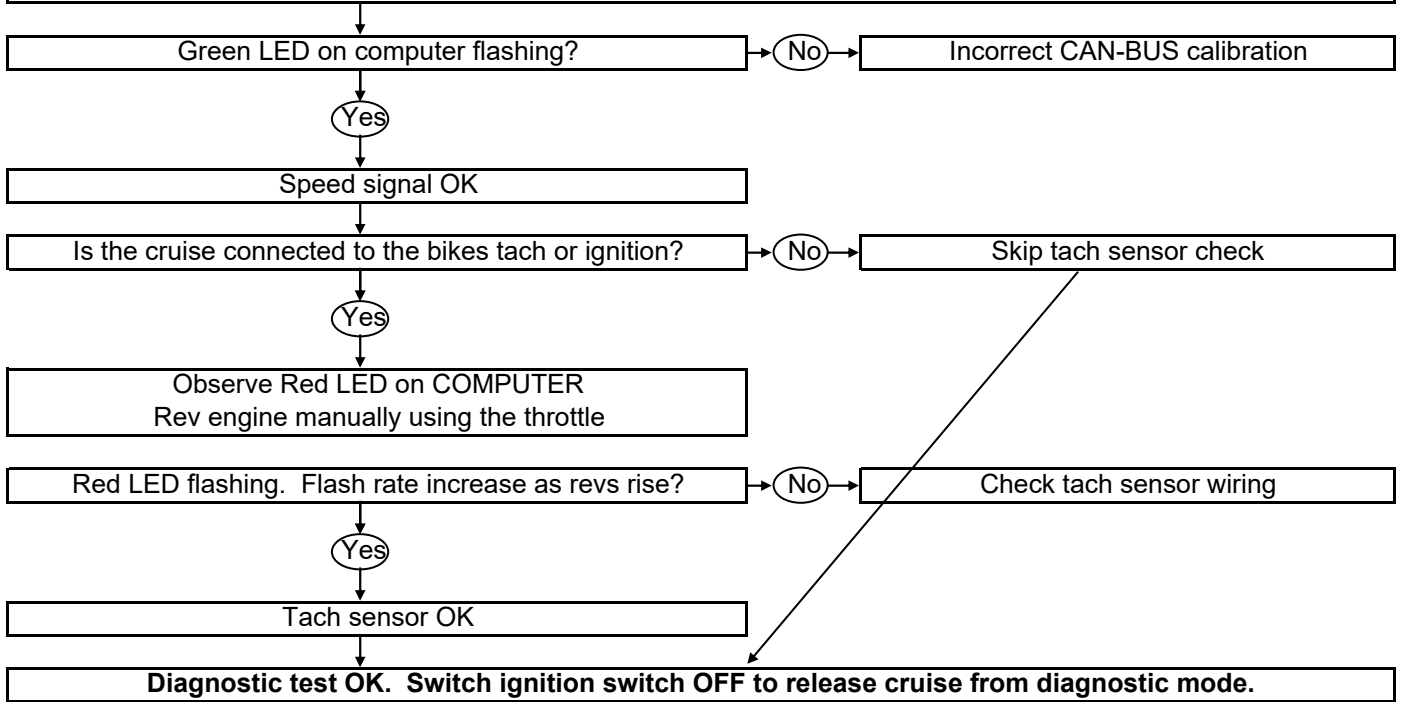 Green LED on computer flashing?
No
Incorrect CAN-BUS calibration
Yes
Speed signal OK
Is the cruise connected to the bikes tach or ignition?
No
Skip tach sensor check
Yes
Observe Red LED on COMPUTER
Rev engine manually using the throttle
Red LED flashing.  Flash rate increase as revs rise?
No
Check tach sensor wiring
Yes
Tach sensor OK
Diagnostic test OK.  Switch ignition switch OFF to release cruise from diagnostic mode.